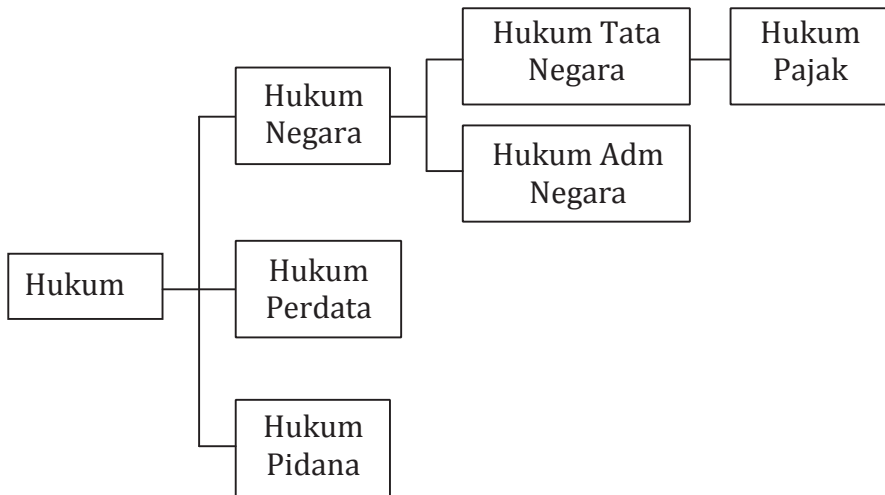 Hukum Tata
Negara
Hukum
Pajak
Hukum
Negara
Hukum Adm
Negara
Hukum
Hukum
Perdata
Hukum
Pidana